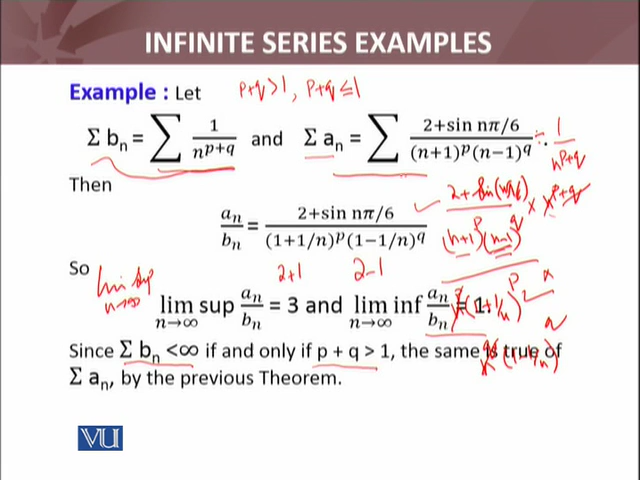 INFINITE SERIES EXAMPLES
Example : Let p+q>1, p+q≤1
Σ bₙ = ∑ 1/n^(p+q) and Σ aₙ = ∑ (2+sin nπ/6)/((n+1)^p(n−1)^q) ÷ 1/n^(p+q)
Then
aₙ/bₙ = (2+sin nπ/6)/((1+1/n)^p(1−1/n)^q)
So 2+1 2−1
lim sup n→∞ aₙ/bₙ = 3 and lim inf n→∞ aₙ/bₙ = 1.
Since Σ bₙ <∞ if and only if p + q > 1, the same is true of
Σ aₙ, by the previous Theorem.
VU